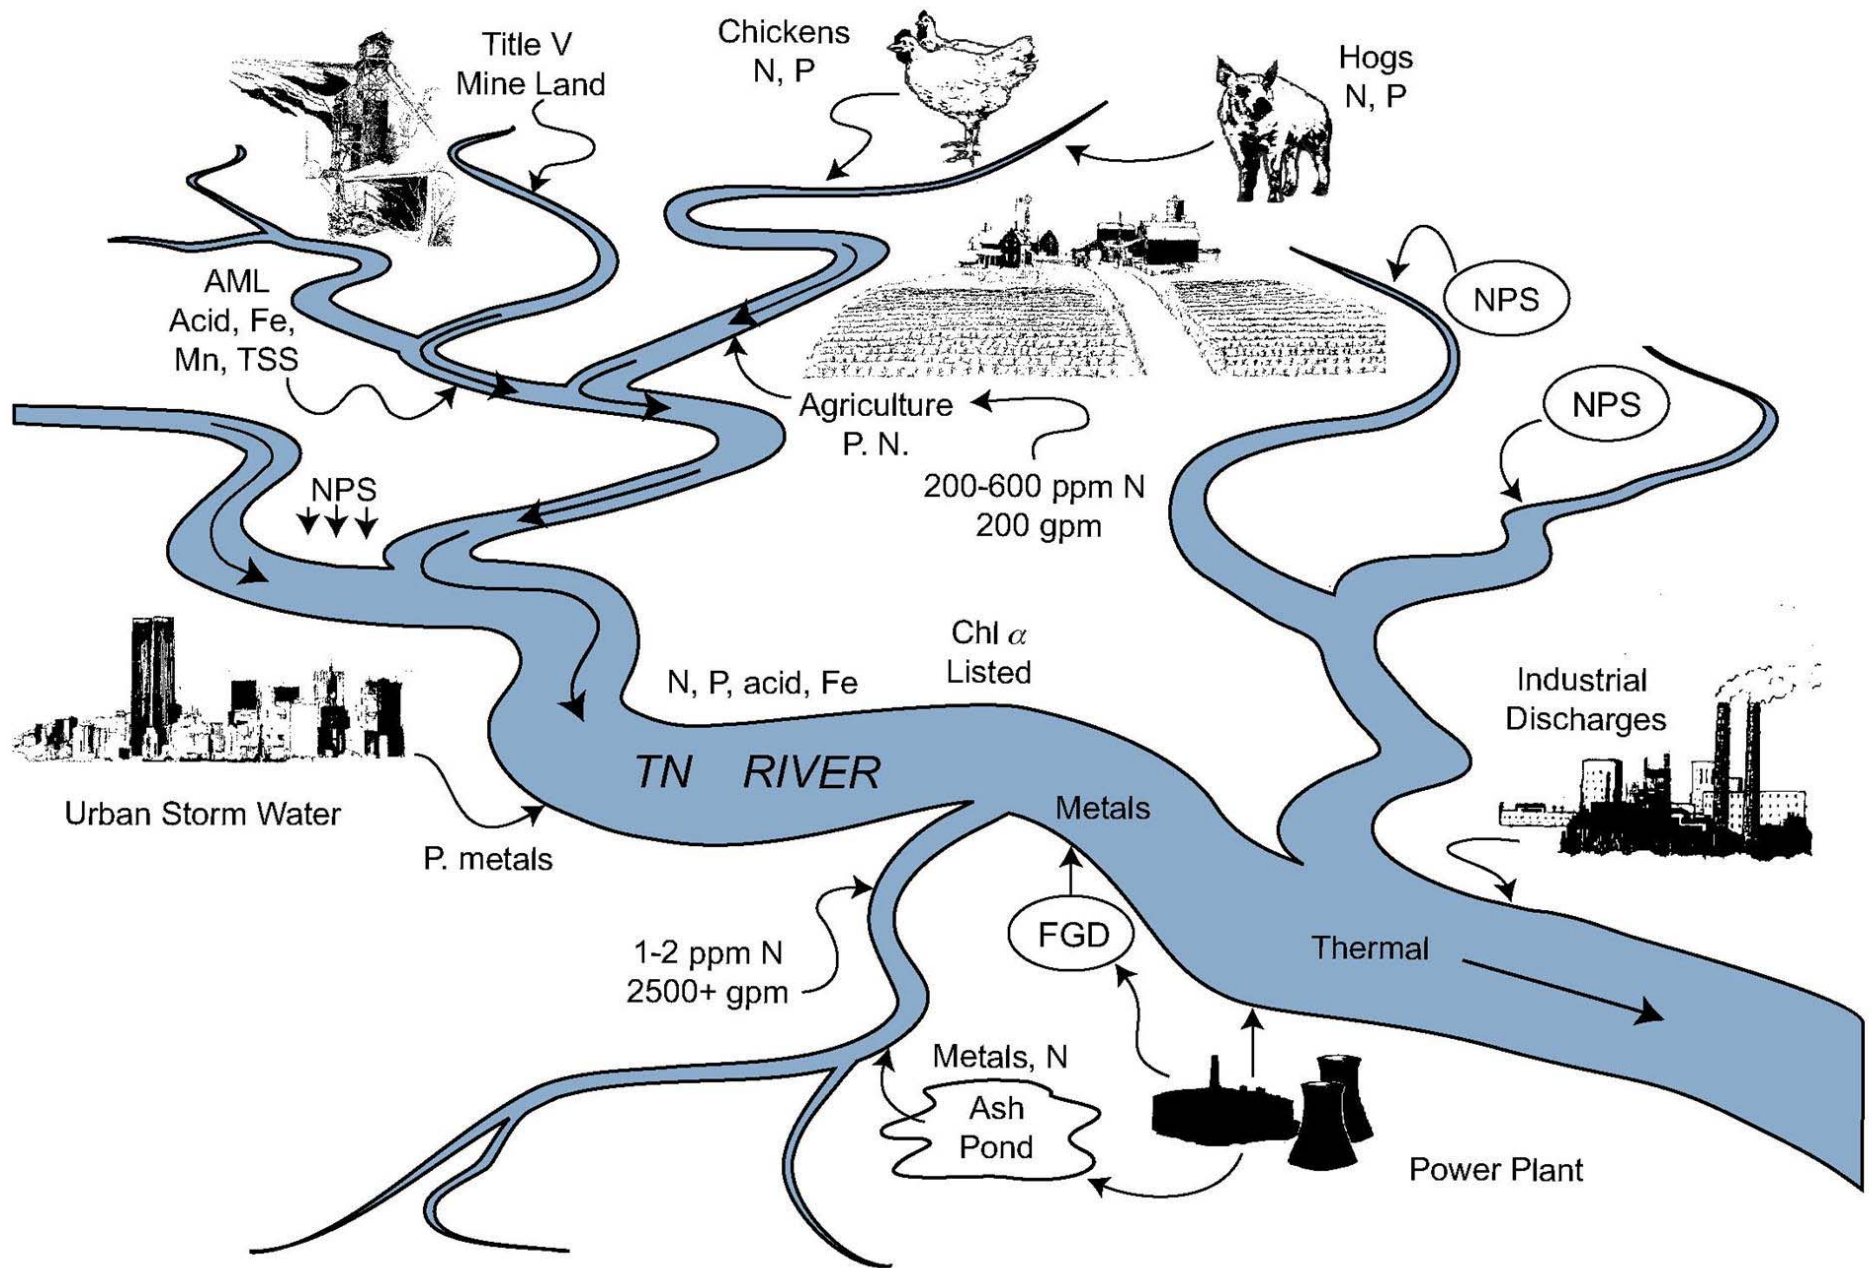 Title V
Mine Land
Chickens
N, P
Hogs
N, P
AML
Acid, Fe,
Mn, TSS
NPS
NPS
Agriculture
P. N.
200-600 ppm N
200 gpm
NPS
Chl α
Listed
N, P, acid, Fe
Industrial
Discharges
TN RIVER
Urban Storm Water
P. metals
Metals
FGD
Thermal
1-2 ppm N
2500+ gpm
Metals, N
Ash
Pond
Power Plant